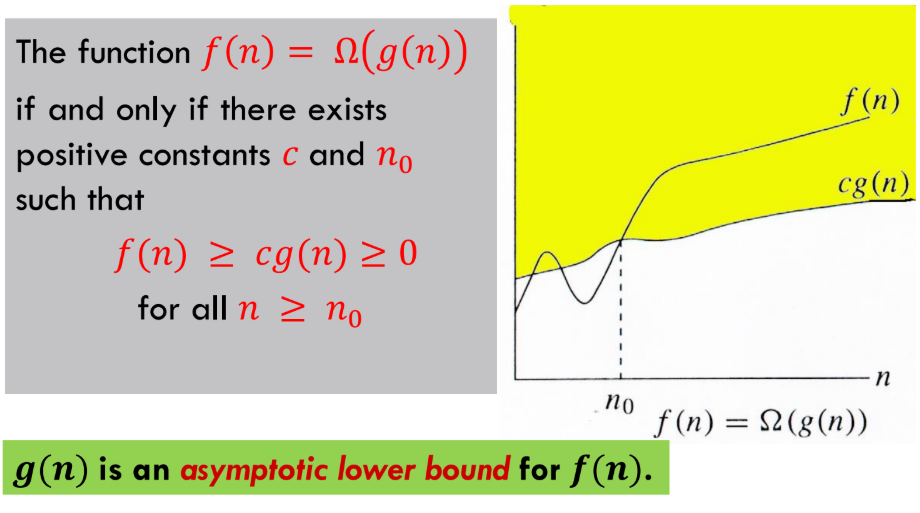 The function f(n) = Ω(g(n))
if and only if there exists
positive constants c and n₀
such that
f(n) ≥ cg(n) ≥ 0
for all n ≥ n₀
f(n)
cg(n)
n
n₀
f(n) = Ω(g(n))
g(n) is an asymptotic lower bound for f(n).